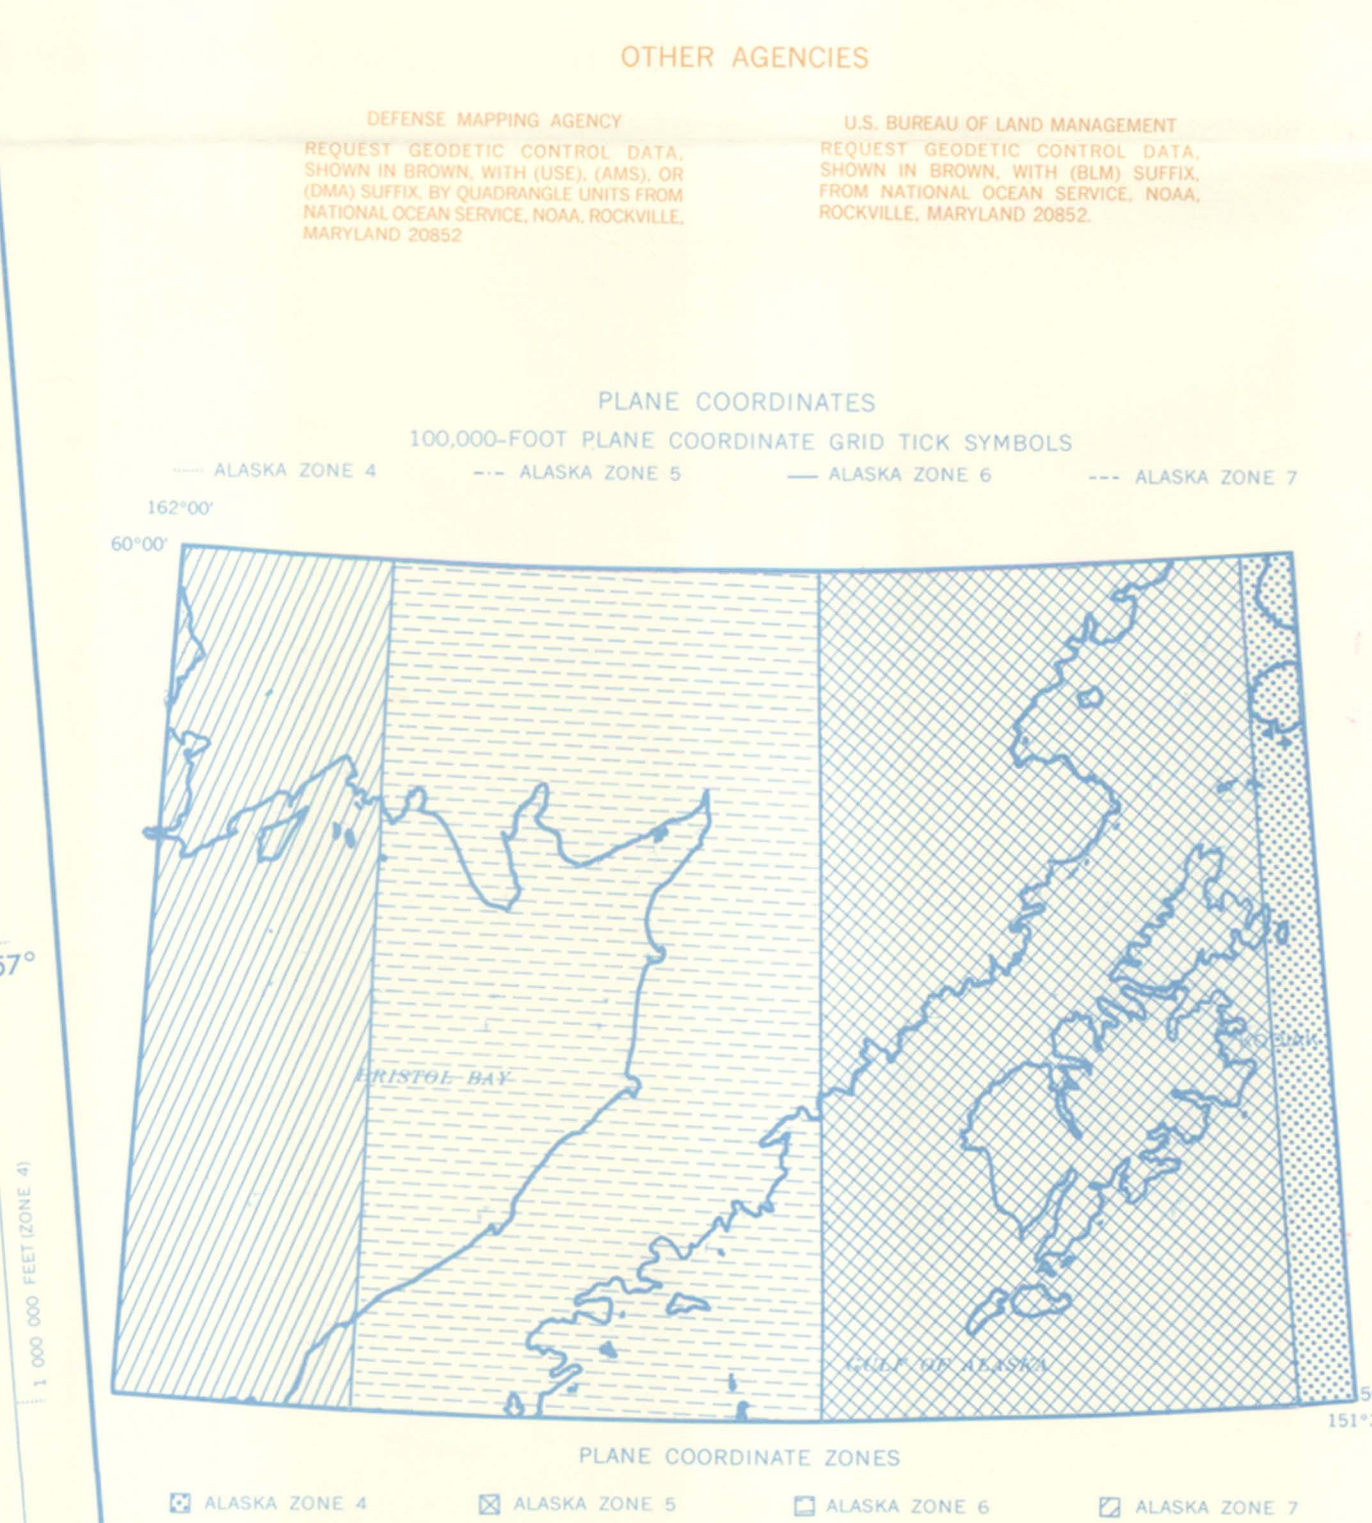 OTHER AGENCIES
DEFENSE MAPPING AGENCY
REQUEST GEODETIC CONTROL DATA,
SHOWN IN BROWN, WITH (USE), (AMS), OR
(DMA) SUFFIX, BY QUADRANGLE UNITS FROM
NATIONAL OCEAN SERVICE, NOAA, ROCKVILLE,
MARYLAND 20852
U.S. BUREAU OF LAND MANAGEMENT
REQUEST GEODETIC CONTROL DATA,
SHOWN IN BROWN, WITH (BLM) SUFFIX,
FROM NATIONAL OCEAN SERVICE, NOAA,
ROCKVILLE, MARYLAND 20852.
PLANE COORDINATES
100,000-FOOT PLANE COORDINATE GRID TICK SYMBOLS
ALASKA ZONE 4
ALASKA ZONE 5
ALASKA ZONE 6
ALASKA ZONE 7
162°00'
60°00'
57°
KODIAK
BRISTOL BAY
1 000 000 FEET (ZONE 4)
GULF OF ALASKA
PLANE COORDINATE ZONES
ALASKA ZONE 4
ALASKA ZONE 5
ALASKA ZONE 6
ALASKA ZONE 7